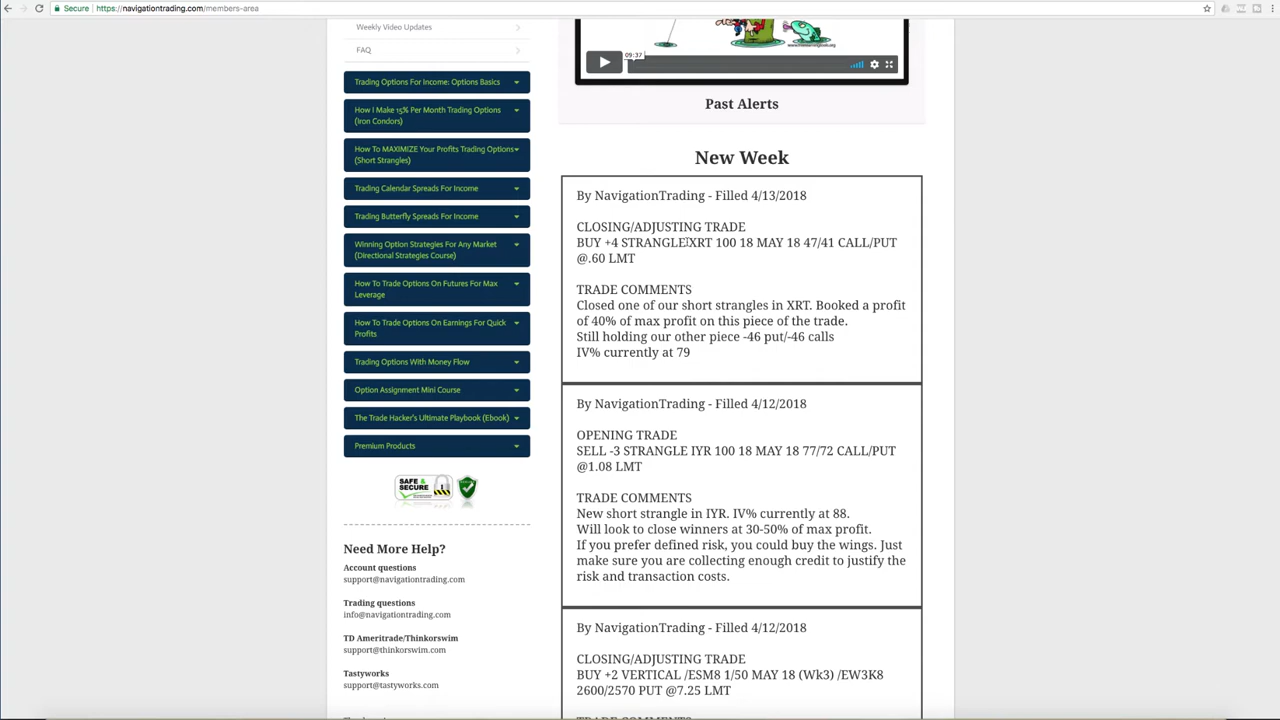 Secure
https://navigationtrading.com/members-area
Weekly Video Updates
FAQ
Trading Options For Income: Options Basics
How I Make 15% Per Month Trading Options
(Iron Condors)
How To MAXIMIZE Your Profits Trading Options
(Short Strangles)
Trading Calendar Spreads For Income
Trading Butterfly Spreads For Income
Winning Option Strategies For Any Market
(Directional Strategies Course)
How To Trade Options On Futures For Max
Leverage
How To Trade Options On Earnings For Quick
Profits
Trading Options With Money Flow
Option Assignment Mini Course
The Trade Hacker's Ultimate Playbook (Ebook)
Premium Products
SAFE &
SECURE
Need More Help?
Account questions
support@navigationtrading.com
Trading questions
info@navigationtrading.com
TD Ameritrade/Thinkorswim
support@thinkorswim.com
Tastyworks
support@tastyworks.com
09:37
Past Alerts
New Week
By NavigationTrading - Filled 4/13/2018
CLOSING/ADJUSTING TRADE
BUY +4 STRANGLE XRT 100 18 MAY 18 47/41 CALL/PUT
@.60 LMT
TRADE COMMENTS
Closed one of our short strangles in XRT. Booked a profit
of 40% of max profit on this piece of the trade.
Still holding our other piece -46 put/-46 calls
IV% currently at 79
By NavigationTrading - Filled 4/12/2018
OPENING TRADE
SELL -3 STRANGLE IYR 100 18 MAY 18 77/72 CALL/PUT
@1.08 LMT
TRADE COMMENTS
New short strangle in IYR. IV% currently at 88.
Will look to close winners at 30-50% of max profit.
If you prefer defined risk, you could buy the wings. Just
make sure you are collecting enough credit to justify the
risk and transaction costs.
By NavigationTrading - Filled 4/12/2018
CLOSING/ADJUSTING TRADE
BUY +2 VERTICAL /ESM8 1/50 MAY 18 (Wk3) /EW3K8
2600/2570 PUT @7.25 LMT